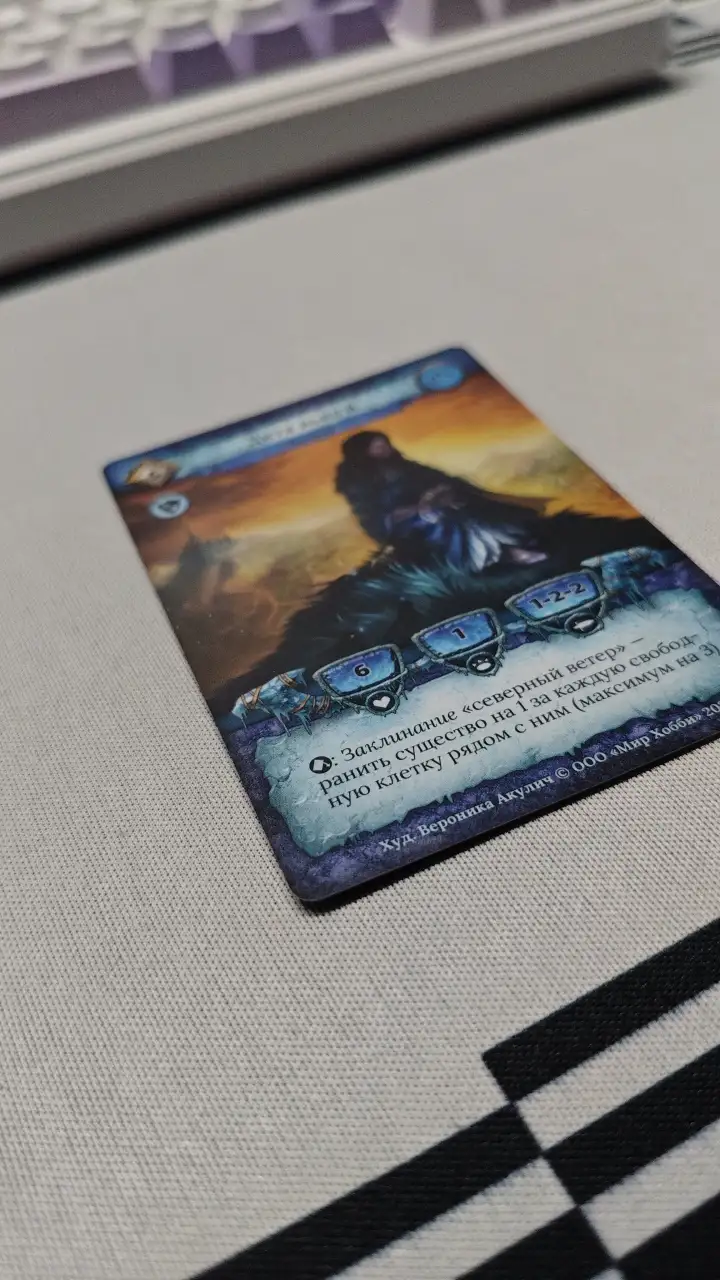 6
1
1-2-2
: Заклинание «северный ветер» –
ранить существо на 1 за каждую свобод-
ную клетку рядом с ним (максимум на 3)
Худ. Вероника Акулич © ООО «Мир Хобби»